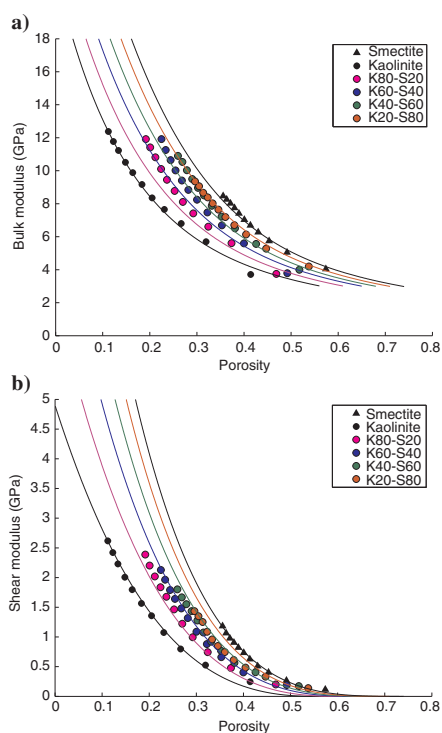 a)
18
16
14
12
10
8
6
4
2
0
Bulk modulus (GPa)
Smectite
Kaolinite
K80-S20
K60-S40
K40-S60
K20-S80
0 0.1 0.2 0.3 0.4 0.5 0.6 0.7 0.8
Porosity
b)
5
4.5
4
3.5
3
2.5
2
1.5
1
0.5
0
Shear modulus (GPa)
Smectite
Kaolinite
K80-S20
K60-S40
K40-S60
K20-S80
0 0.1 0.2 0.3 0.4 0.5 0.6 0.7 0.8
Porosity